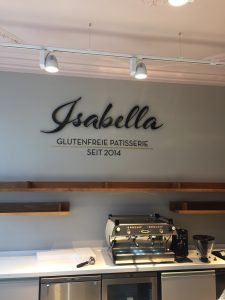 Isabella
GLUTENFREIE PATISSERIE
SEIT 2014